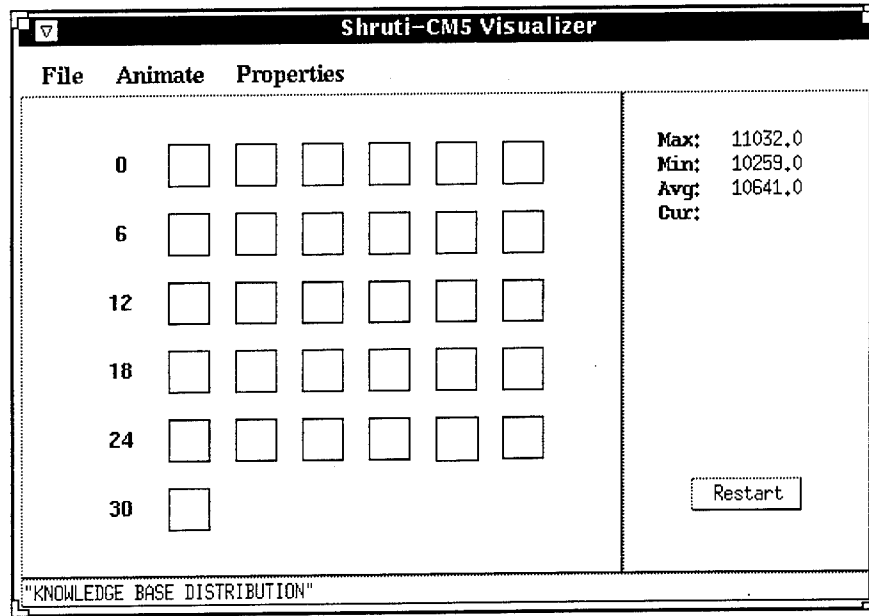 Shruti-CM5 Visualizer
File Animate Properties
0
6
12
18
24
30
Max: 11032.0
Min: 10259.0
Avg: 10641.0
Cur:
Restart
"KNOWLEDGE BASE DISTRIBUTION"